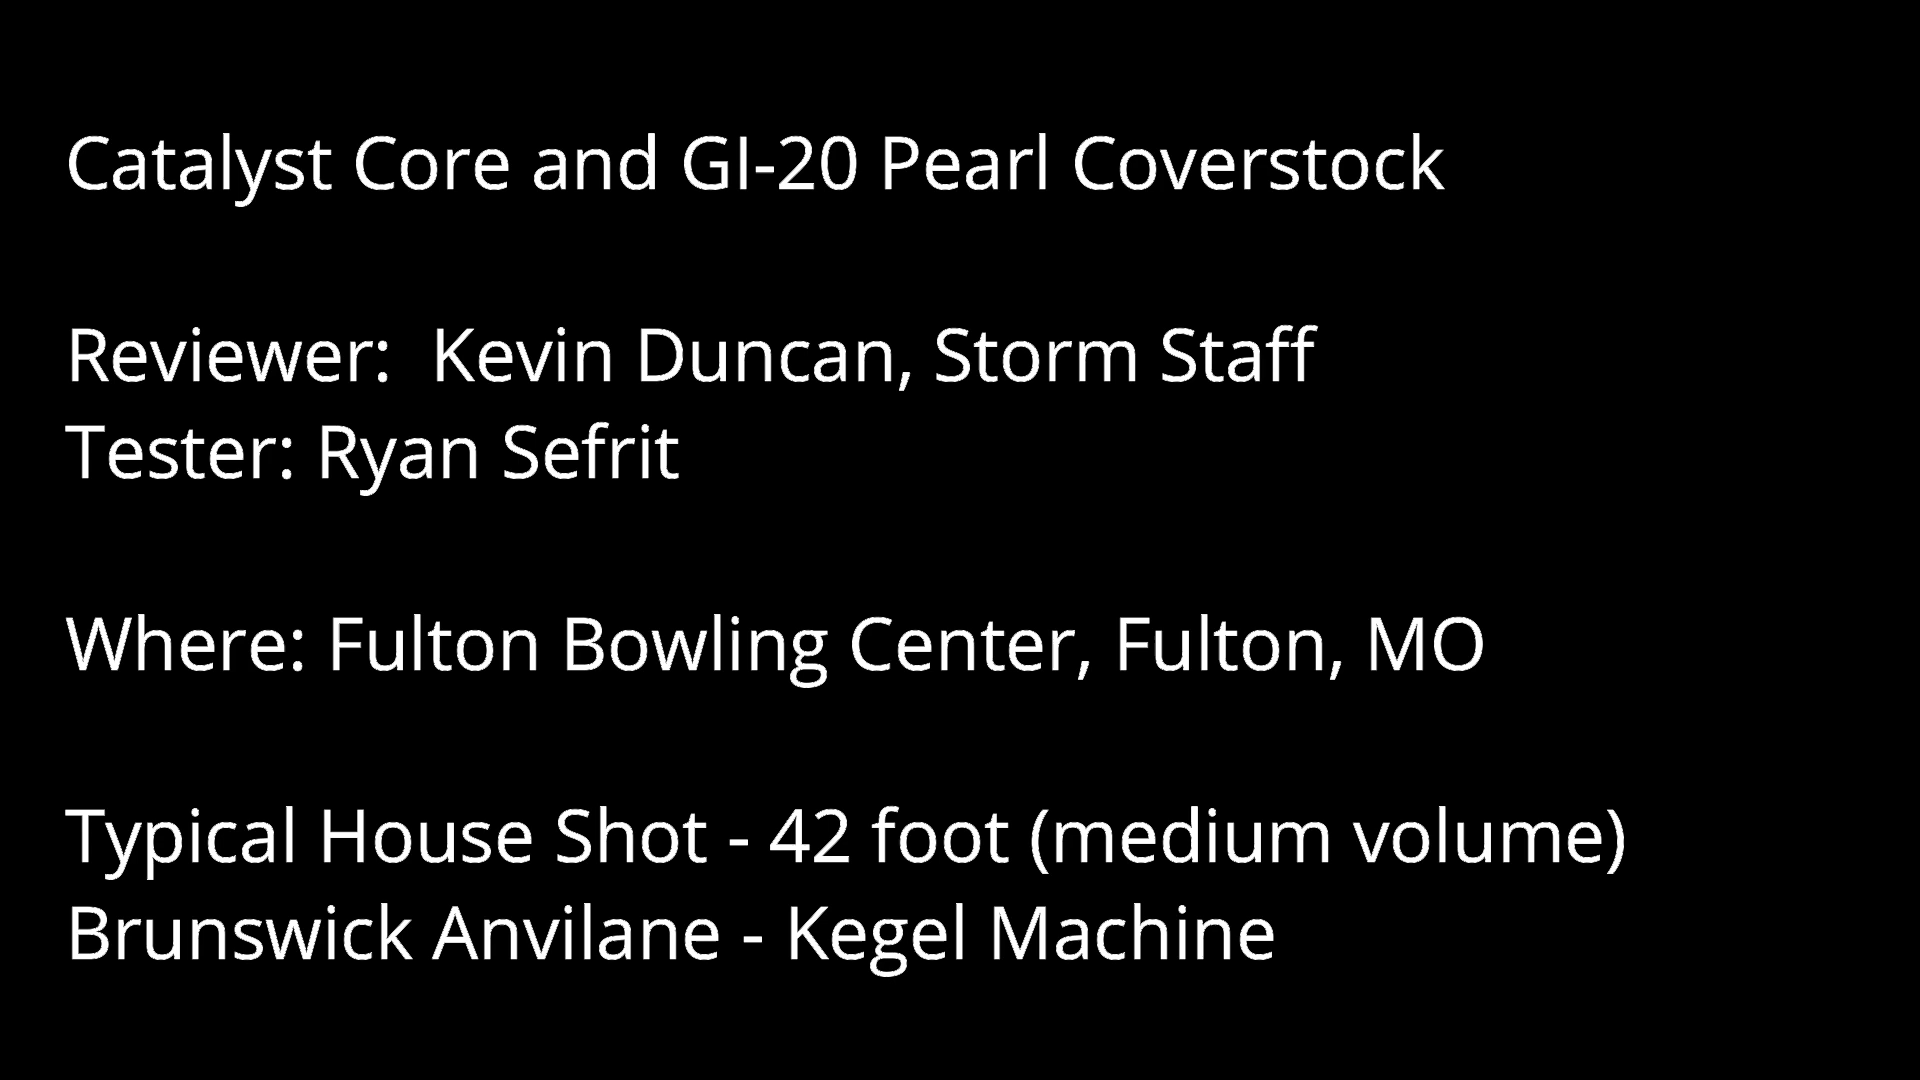 Catalyst Core and GI-20 Pearl Coverstock
Reviewer:  Kevin Duncan, Storm Staff
Tester: Ryan Sefrit
Where: Fulton Bowling Center, Fulton, MO
Typical House Shot - 42 foot (medium volume)
Brunswick Anvilane - Kegel Machine